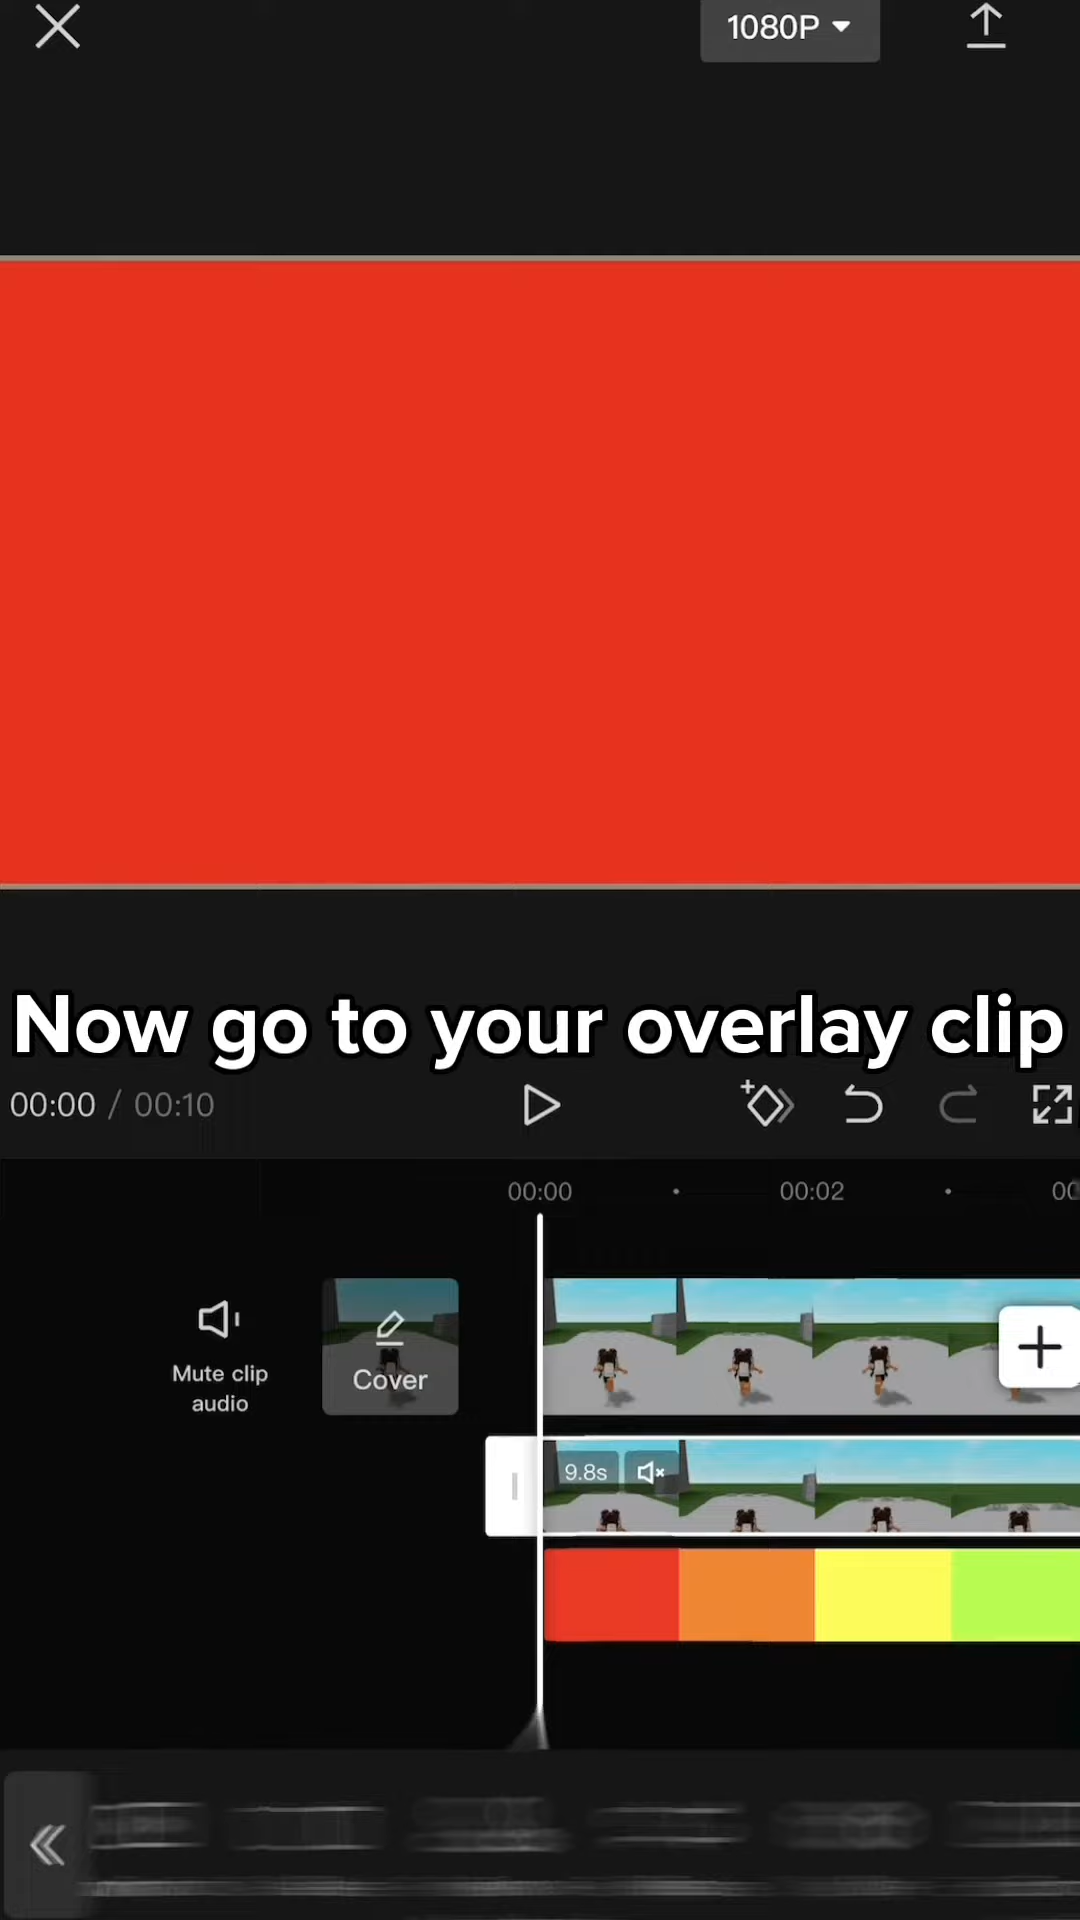 1080P
Now go to your overlay clip
00:00 / 00:10
00:00
00:02
Mute clip
audio
Cover
9.8s